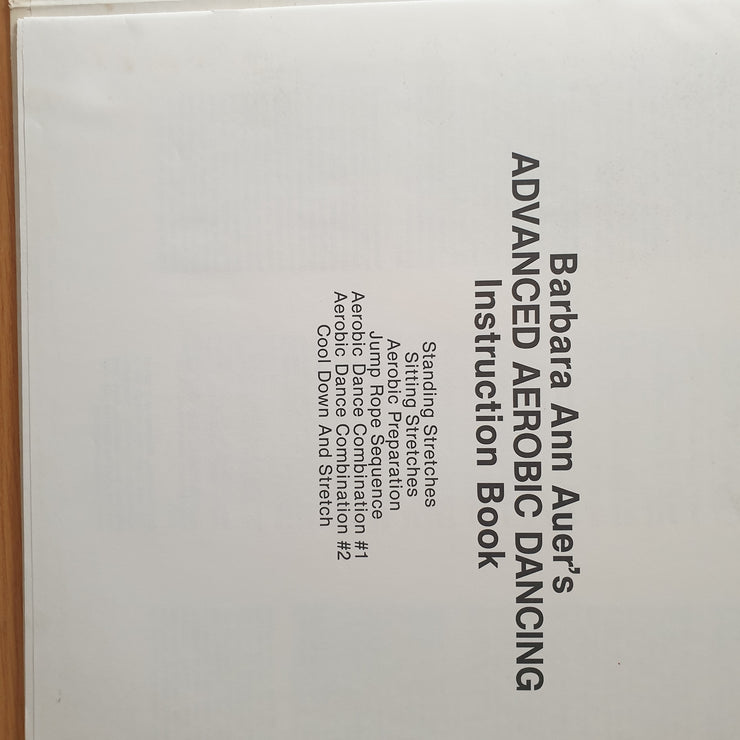 Barbara Ann Auer's
ADVANCED AEROBIC DANCING
Instruction Book
Standing Stretches
Sitting Stretches
Aerobic Preparation
Jump Rope Sequence
Aerobic Dance Combination #1
Aerobic Dance Combination #2
Cool Down And Stretch